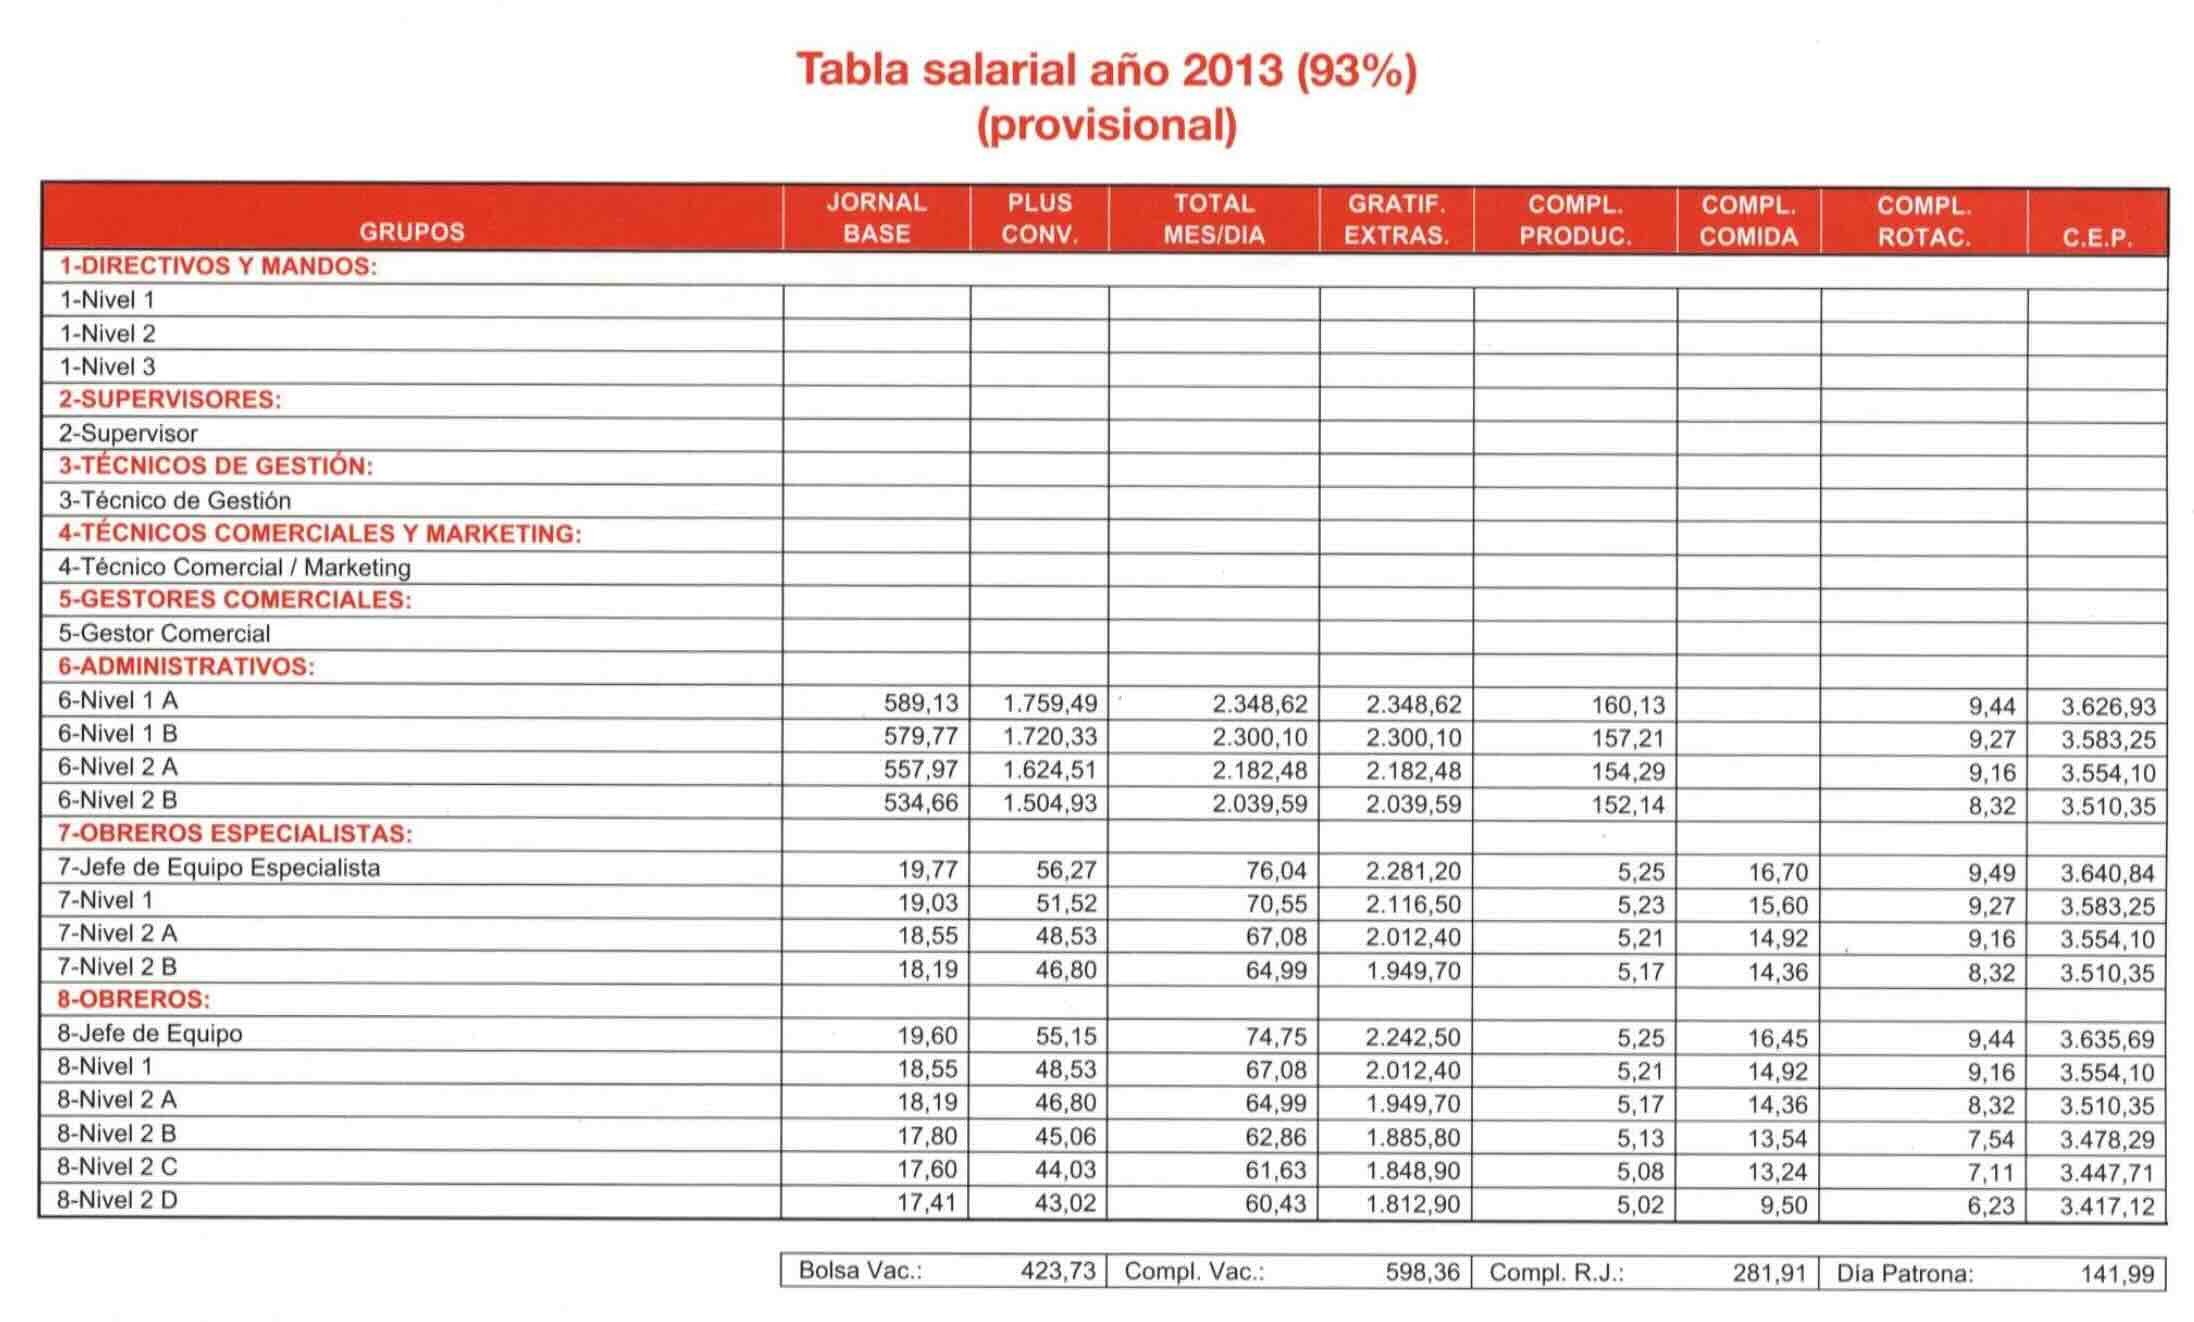 Tabla salarial año 2013 (93%)
(provisional)
GRUPOS JORNAL BASE PLUS CONV. TOTAL MES/DIA GRATIF. EXTRAS. COMPL. PRODUC. COMPL. COMIDA COMPL. ROTAC. C.E.P.
1-DIRECTIVOS Y MANDOS:
1-Nivel 1
1-Nivel 2
1-Nivel 3
2-SUPERVISORES:
2-Supervisor
3-TÉCNICOS DE GESTIÓN:
3-Técnico de Gestión
4-TÉCNICOS COMERCIALES Y MARKETING:
4-Técnico Comercial / Marketing
5-GESTORES COMERCIALES:
5-Gestor Comercial
6-ADMINISTRATIVOS:
6-Nivel 1 A 589,13 1.759,49 2.348,62 2.348,62 160,13 9,44 3.626,93
6-Nivel 1 B 579,77 1.720,33 2.300,10 2.300,10 157,21 9,27 3.583,25
6-Nivel 2 A 557,97 1.624,51 2.182,48 2.182,48 154,29 9,16 3.554,10
6-Nivel 2 B 534,66 1.504,93 2.039,59 2.039,59 152,14 8,32 3.510,35
7-OBREROS ESPECIALISTAS:
7-Jefe de Equipo Especialista 19,77 56,27 76,04 2.281,20 5,25 16,70 9,49 3.640,84
7-Nivel 1 19,03 51,52 70,55 2.116,50 5,23 15,60 9,27 3.583,25
7-Nivel 2 A 18,55 48,53 67,08 2.012,40 5,21 14,92 9,16 3.554,10
7-Nivel 2 B 18,19 46,80 64,99 1.949,70 5,17 14,36 8,32 3.510,35
8-OBREROS:
8-Jefe de Equipo 19,60 55,15 74,75 2.242,50 5,25 16,45 9,44 3.635,69
8-Nivel 1 18,55 48,53 67,08 2.012,40 5,21 14,92 9,16 3.554,10
8-Nivel 2 A 18,19 46,80 64,99 1.949,70 5,17 14,36 8,32 3.510,35
8-Nivel 2 B 17,80 45,06 62,86 1.885,80 5,13 13,54 7,54 3.478,29
8-Nivel 2 C 17,60 44,03 61,63 1.848,90 5,08 13,24 7,11 3.447,71
8-Nivel 2 D 17,41 43,02 60,43 1.812,90 5,02 9,50 6,23 3.417,12
Bolsa Vac.: 423,73 Compl. Vac.: 598,36 Compl. R.J.: 281,91 Dia Patrona: 141,99